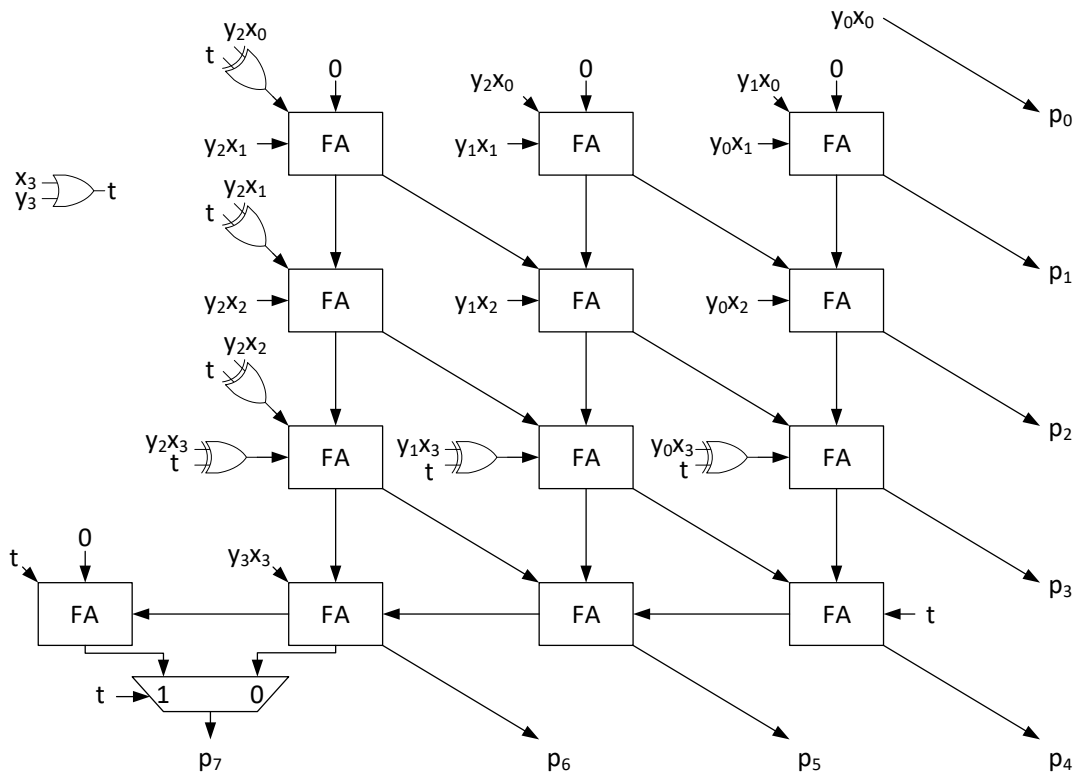 y₂x₀
t
0
y₂x₀
0
y₁x₀
0
y₀x₀
p₀
y₂x₁
FA
y₁x₁
FA
y₀x₁
FA
x₃
y₃
t
y₂x₁
t
p₁
y₂x₂
FA
y₁x₂
FA
y₀x₂
FA
y₂x₂
t
p₂
y₂x₃
t
FA
y₁x₃
t
FA
y₀x₃
t
FA
t
0
y₃x₃
p₃
FA
FA
FA
FA
t
t
1
0
p₇
p₆
p₅
p₄